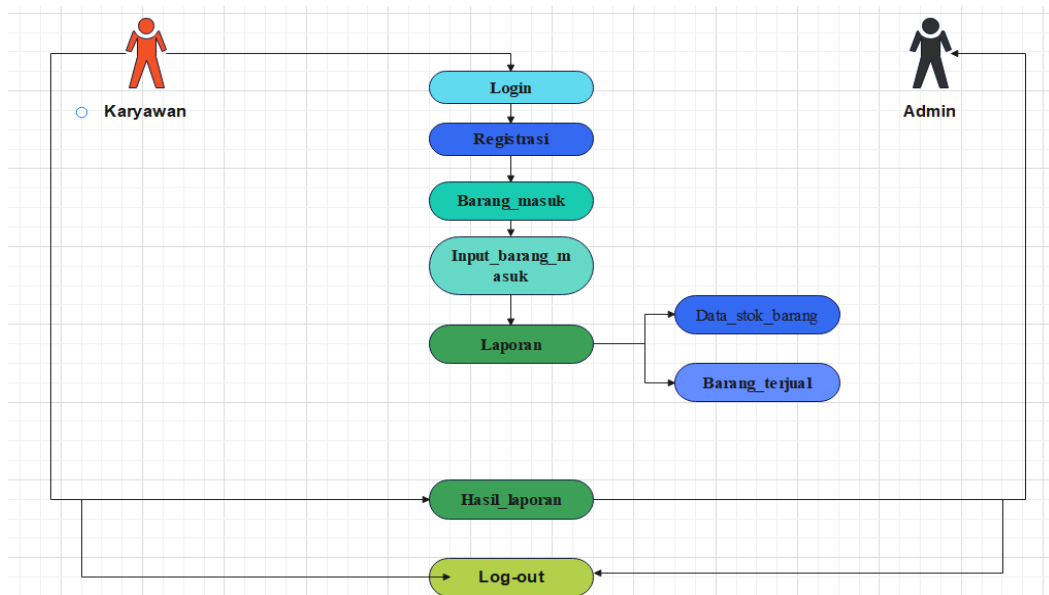 Karyawan
Admin
Login
Registrasi
Barang_masuk
Input_barang_m
asuk
Data_stok_barang
Laporan
Barang_terjual
Hasil_laporan
Log-out